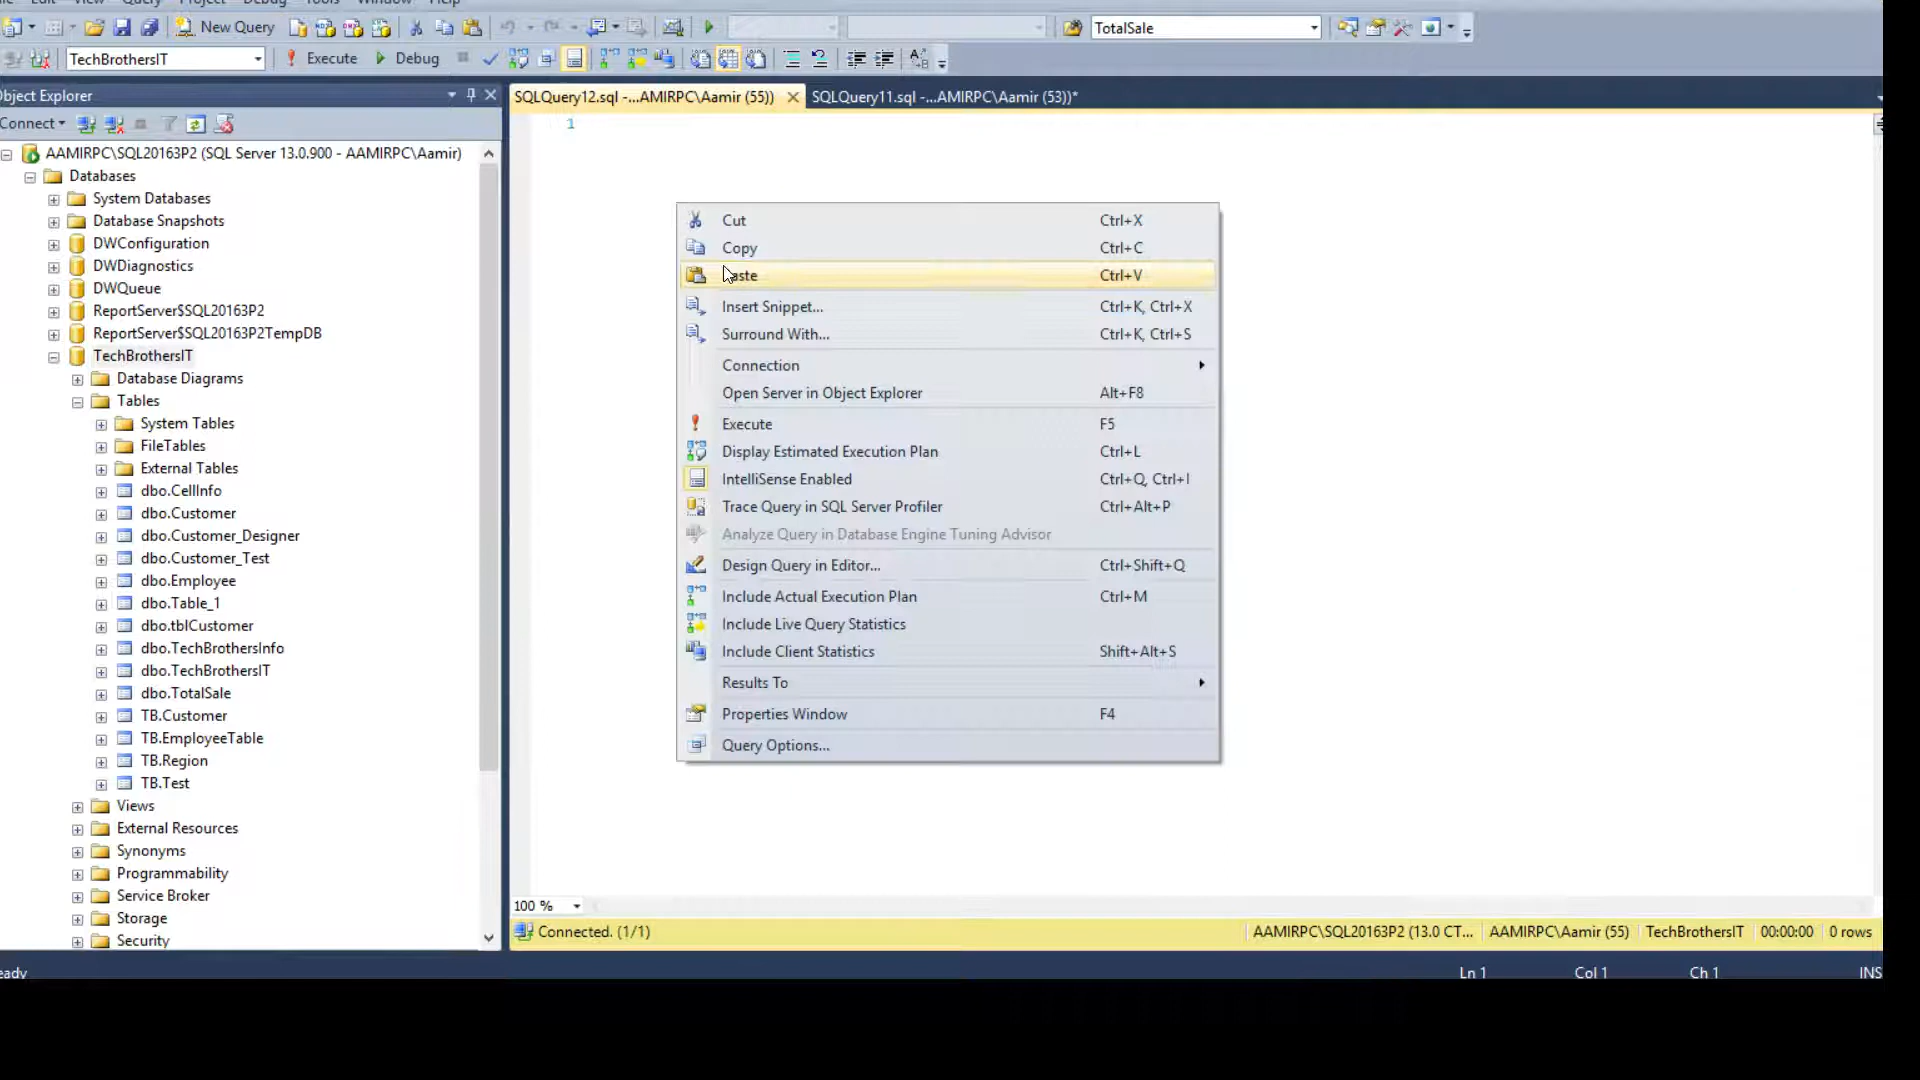 New Query
TotalSale
TechBrothersIT
Execute
Debug
Object Explorer
SQLQuery12.sql -...AMIRPC\Aamir (55))
SQLQuery11.sql -...AMIRPC\Aamir (53))*
Connect
1
AAMIRPC\SQL20163P2 (SQL Server 13.0.900 - AAMIRPC\Aamir)
Databases
System Databases
Database Snapshots
DWConfiguration
DWDiagnostics
DWQueue
ReportServer$SQL20163P2
ReportServer$SQL20163P2TempDB
TechBrothersIT
Database Diagrams
Tables
System Tables
FileTables
External Tables
dbo.CellInfo
dbo.Customer
dbo.Customer_Designer
dbo.Customer_Test
dbo.Employee
dbo.Table_1
dbo.tblCustomer
dbo.TechBrothersInfo
dbo.TechBrothersIT
dbo.TotalSale
TB.Customer
TB.EmployeeTable
TB.Region
TB.Test
Views
External Resources
Synonyms
Programmability
Service Broker
Storage
Security
Cut Ctrl+X
Copy Ctrl+C
Paste Ctrl+V
Insert Snippet... Ctrl+K, Ctrl+X
Surround With... Ctrl+K, Ctrl+S
Connection
Open Server in Object Explorer Alt+F8
Execute F5
Display Estimated Execution Plan Ctrl+L
IntelliSense Enabled Ctrl+Q, Ctrl+I
Trace Query in SQL Server Profiler Ctrl+Alt+P
Analyze Query in Database Engine Tuning Advisor
Design Query in Editor... Ctrl+Shift+Q
Include Actual Execution Plan Ctrl+M
Include Live Query Statistics
Include Client Statistics Shift+Alt+S
Results To
Properties Window F4
Query Options...
100 %
Connected. (1/1)
AAMIRPC\SQL20163P2 (13.0 CT... AAMIRPC\Aamir (55) TechBrothersIT 00:00:00 0 rows
Ln 1 Col 1 Ch 1 INS